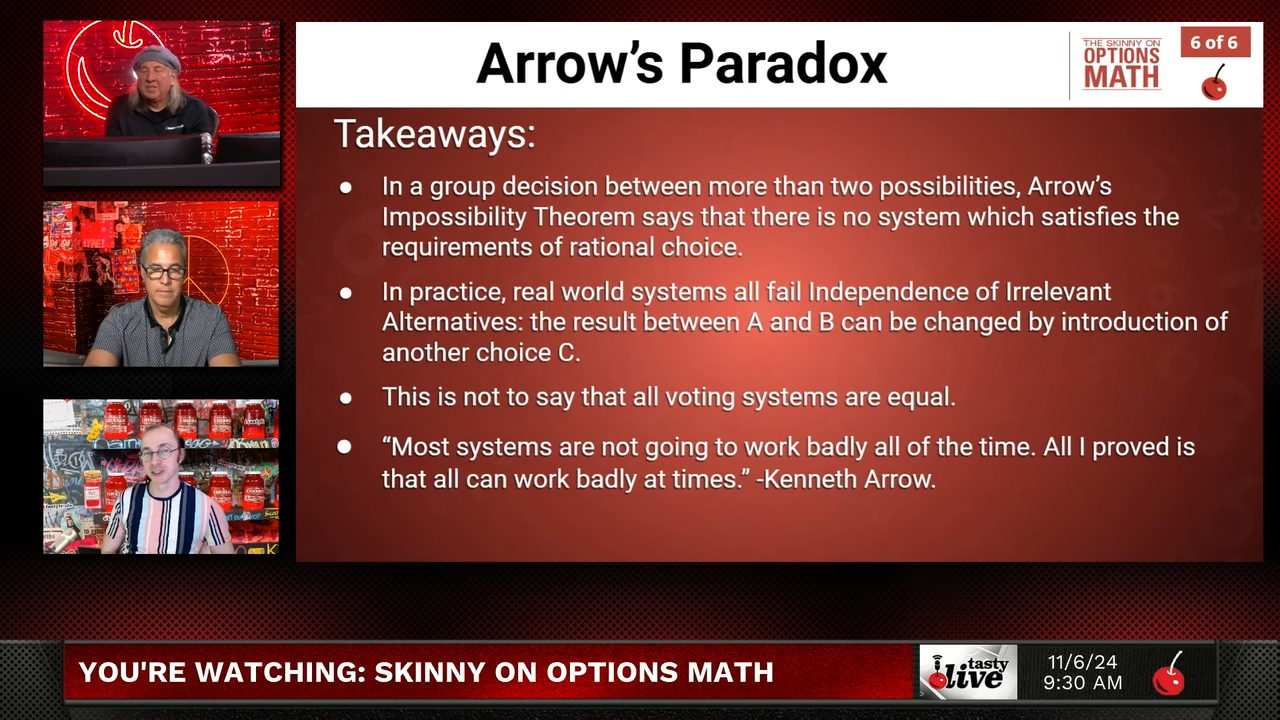 Arrow's Paradox
THE SKINNY ON
OPTIONS
MATH
6 of 6
Takeaways:
● In a group decision between more than two possibilities, Arrow's
Impossibility Theorem says that there is no system which satisfies the
requirements of rational choice.
● In practice, real world systems all fail Independence of Irrelevant
Alternatives: the result between A and B can be changed by introduction of
another choice C.
● This is not to say that all voting systems are equal.
● “Most systems are not going to work badly all of the time. All I proved is
that all can work badly at times.” -Kenneth Arrow.
YOU'RE WATCHING: SKINNY ON OPTIONS MATH
tasty
live
11/6/24
9:30 AM